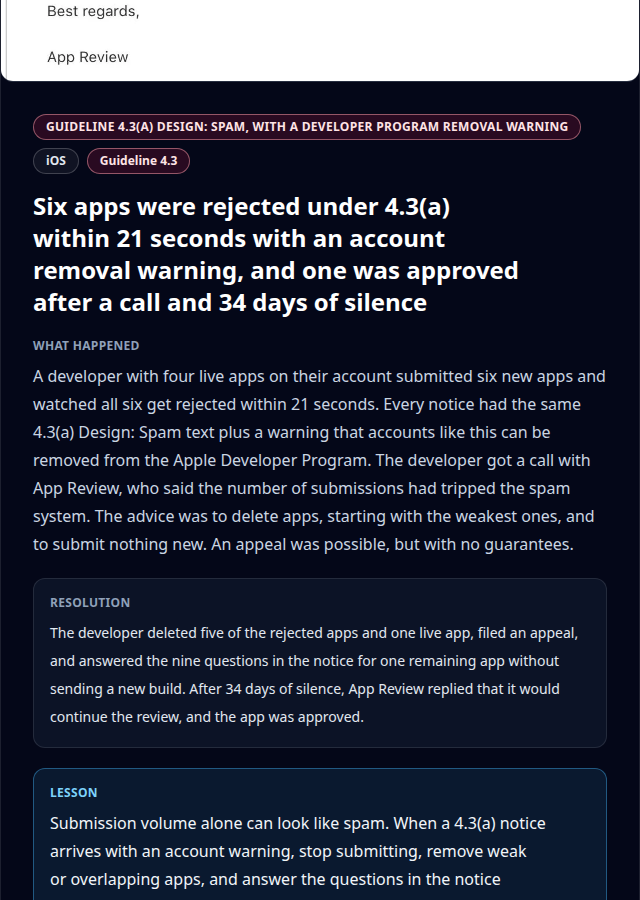 Best regards,
App Review
GUIDELINE 4.3(A) DESIGN: SPAM, WITH A DEVELOPER PROGRAM REMOVAL WARNING
iOS
Guideline 4.3
Six apps were rejected under 4.3(a)
within 21 seconds with an account
removal warning, and one was approved
after a call and 34 days of silence
WHAT HAPPENED
A developer with four live apps on their account submitted six new apps and
watched all six get rejected within 21 seconds. Every notice had the same
4.3(a) Design: Spam text plus a warning that accounts like this can be
removed from the Apple Developer Program. The developer got a call with
App Review, who said the number of submissions had tripped the spam
system. The advice was to delete apps, starting with the weakest ones, and
to submit nothing new. An appeal was possible, but with no guarantees.
RESOLUTION
The developer deleted five of the rejected apps and one live app, filed an appeal,
and answered the nine questions in the notice for one remaining app without
sending a new build. After 34 days of silence, App Review replied that it would
continue the review, and the app was approved.
LESSON
Submission volume alone can look like spam. When a 4.3(a) notice
arrives with an account warning, stop submitting, remove weak
or overlapping apps, and answer the questions in the notice